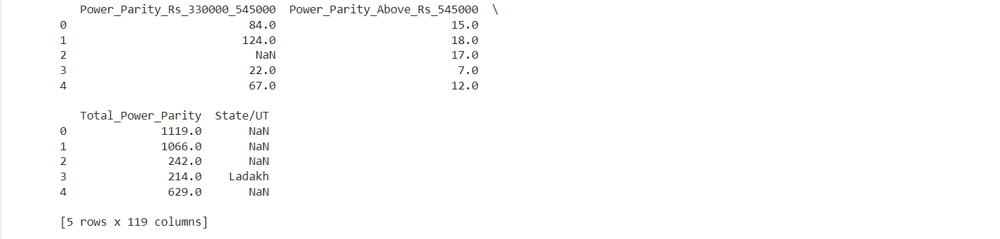 Power_Parity_Rs_330000_545000  Power_Parity_Above_Rs_545000  \
0                           84.0                          15.0
1                          124.0                          18.0
2                            NaN                          17.0
3                           22.0                           7.0
4                           67.0                          12.0
Total_Power_Parity  State/UT
0              1119.0       NaN
1              1066.0       NaN
2               242.0       NaN
3               214.0    Ladakh
4               629.0       NaN
[5 rows x 119 columns]